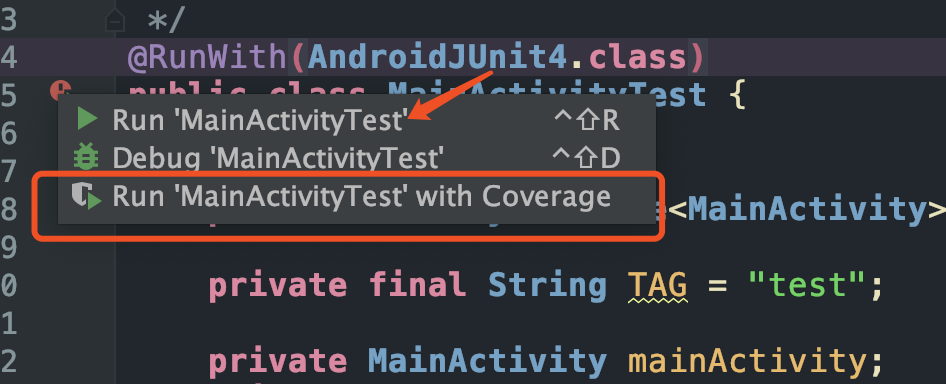 3 */
4 @RunWith(AndroidJUnit4.class)
5 public class MainActivityTest {
6 Run 'MainActivityTest' ^⇧R
Debug 'MainActivityTest' ^⇧D
7
Run 'MainActivityTest' with Coverage
8 <MainActivity>
9
0 private final String TAG = "test";
1
2 private MainActivity mainActivity;